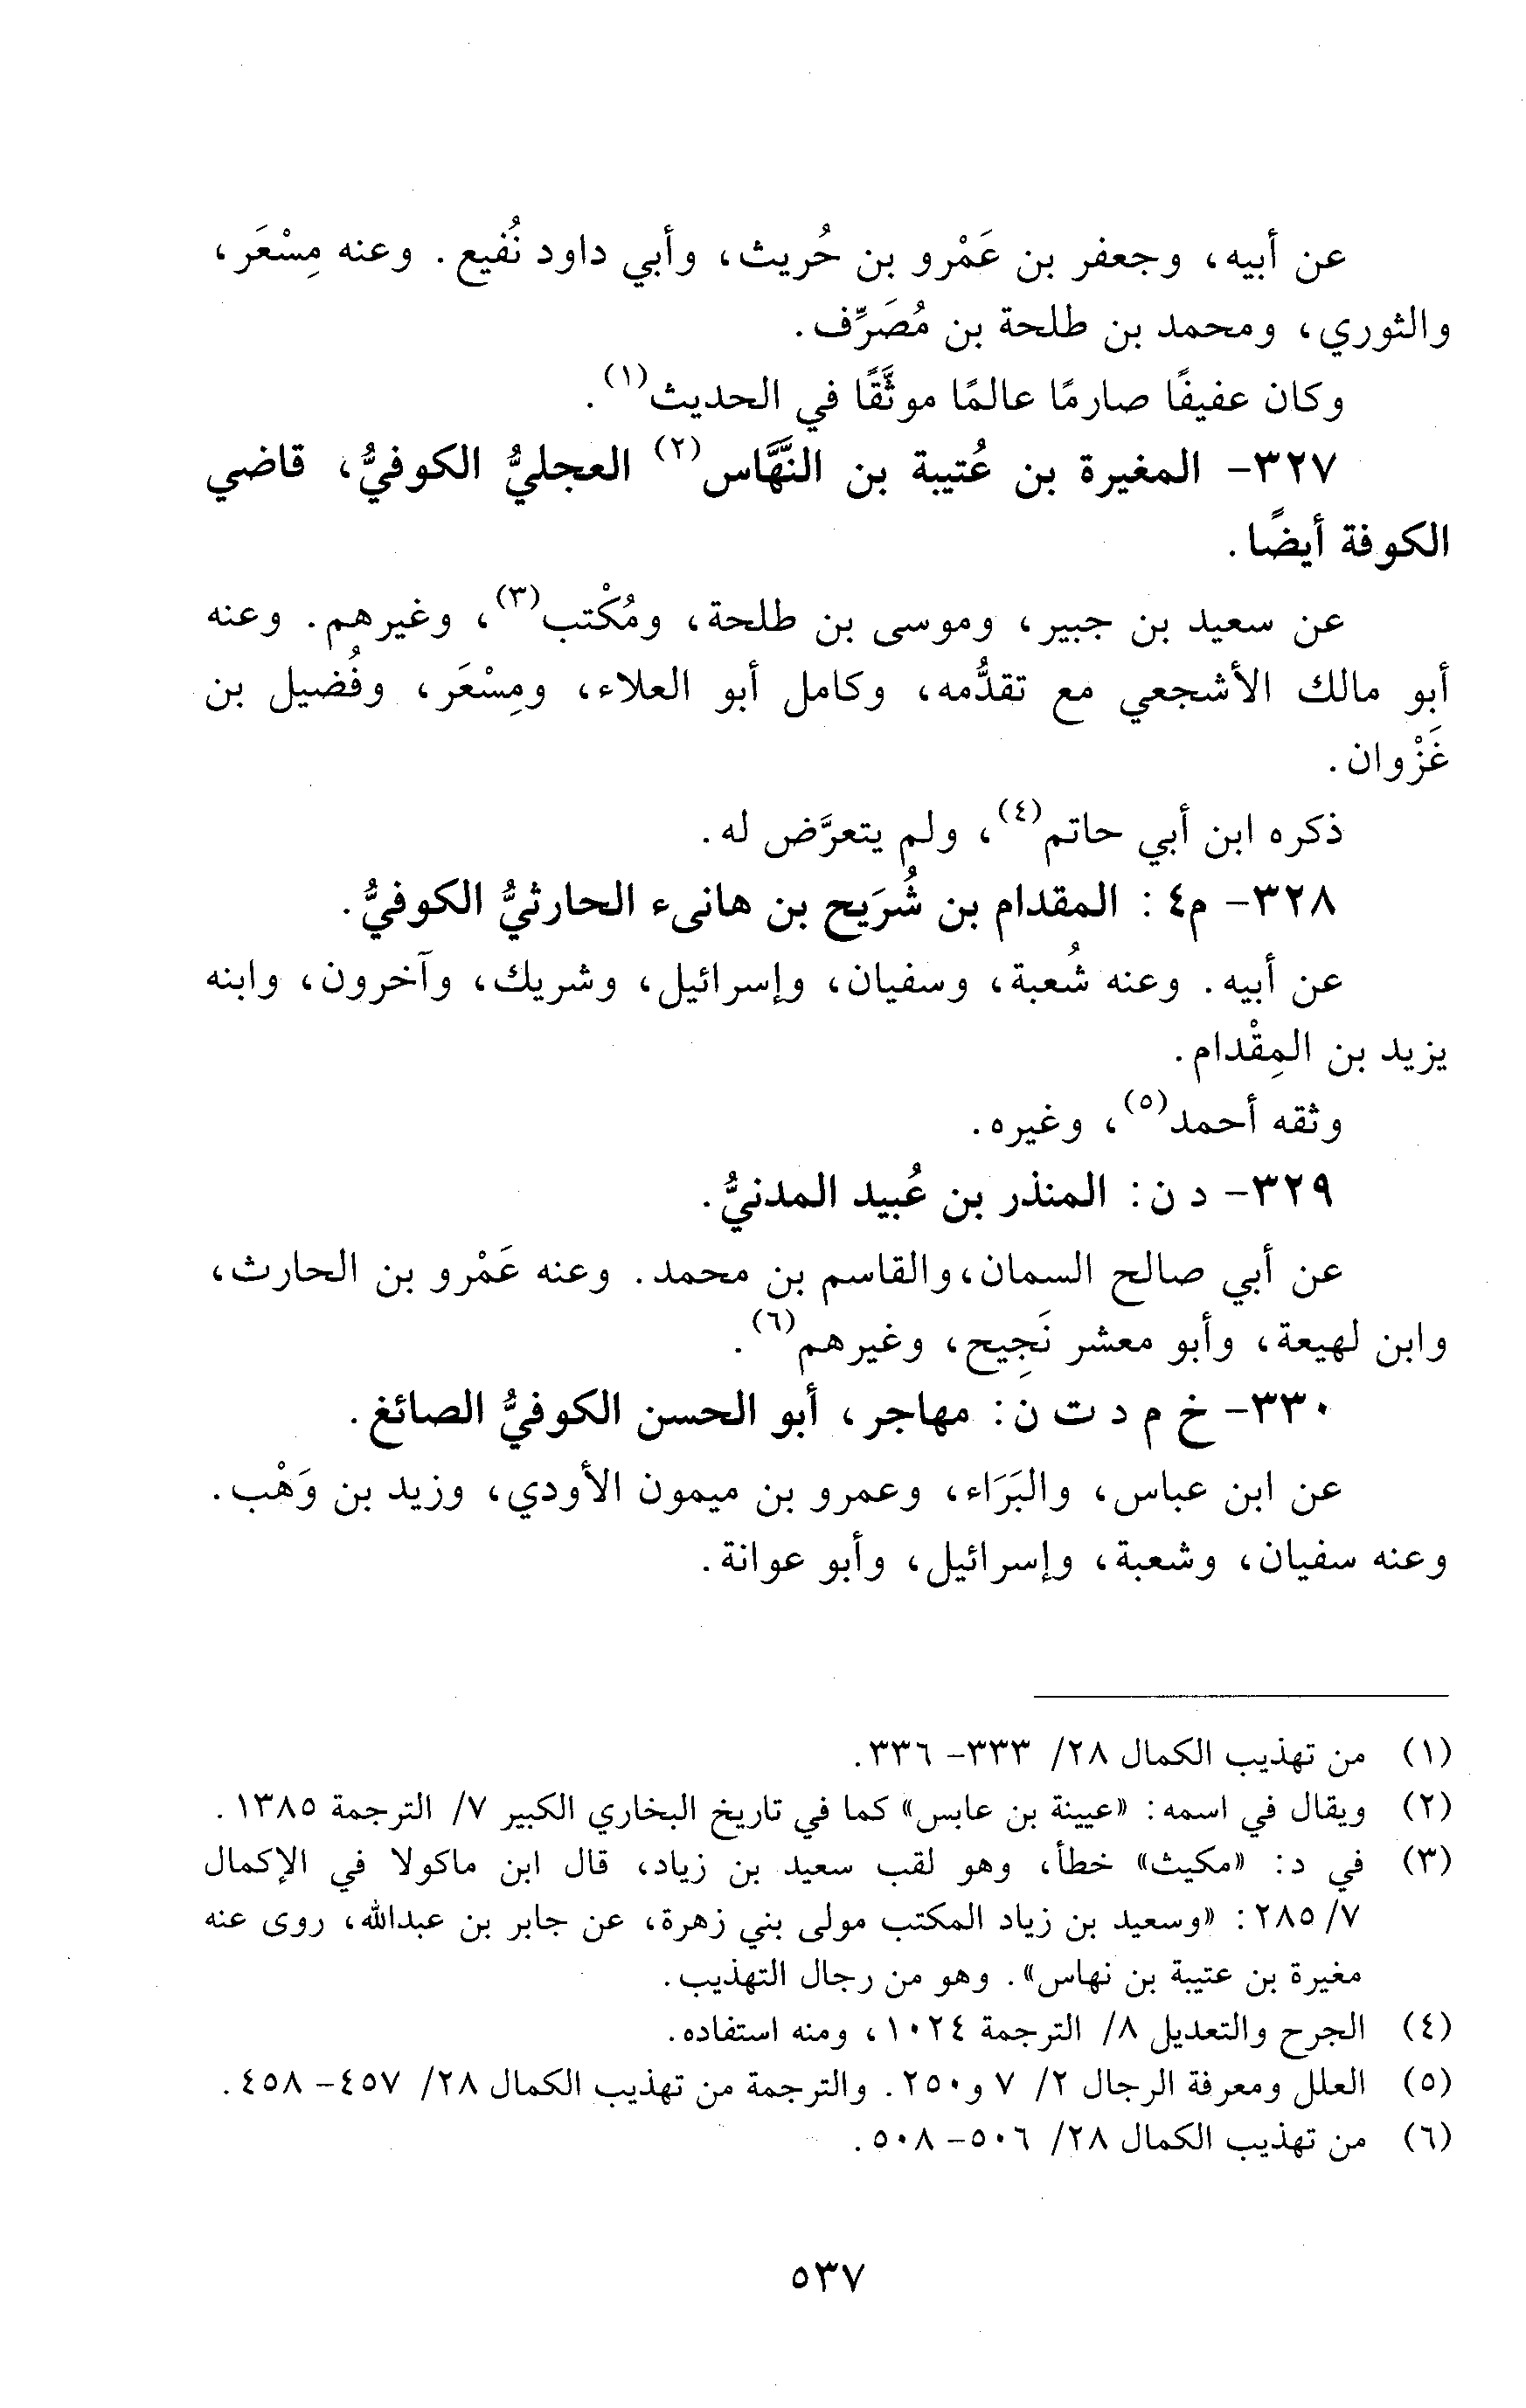 عن أبيه، وجعفر بن عَمْرو بن حُريث، وأبي داود نُفيع. وعنه مِسْعَر،
والثوري، ومحمد بن طلحة بن مُصَرِّف.
وكان عفيفًا صارمًا عالمًا موثَّقًا في الحديث(١).
٣٢٧- المغيرة بن عُتيبة بن النَّهَّاس(٢) العجليُّ الكوفيُّ، قاضي
الكوفة أيضًا.
عن سعيد بن جبير، وموسى بن طلحة، ومُكْتب(٣)، وغيرهم. وعنه
أبو مالك الأشجعي مع تقدُّمه، وكامل أبو العلاء، ومِسْعَر، وفُضيل بن
غَزْوان.
ذكره ابن أبي حاتم(٤)، ولم يتعرَّض له.
٣٢٨- م٤: المقدام بن شُرَيح بن هانىء الحارثيُّ الكوفيُّ.
عن أبيه. وعنه شُعبة، وسفيان، وإسرائيل، وشريك، وآخرون، وابنه
يزيد بن المِقْدام.
وثقه أحمد(٥)، وغيره.
٣٢٩- د ن: المنذر بن عُبيد المدنيُّ.
عن أبي صالح السمان، والقاسم بن محمد. وعنه عَمْرو بن الحارث،
وابن لهيعة، وأبو معشر نَجِيح، وغيرهم(٦).
٣٣٠- خ م د ت ن: مهاجر، أبو الحسن الكوفيُّ الصائغ.
عن ابن عباس، والبَرَاء، وعمرو بن ميمون الأودي، وزيد بن وَهْب.
وعنه سفيان، وشعبة، وإسرائيل، وأبو عوانة.
(١) من تهذيب الكمال ٢٨/ ٣٣٣- ٣٣٦.
(٢) ويقال في اسمه: «عيينة بن عابس» كما في تاريخ البخاري الكبير ٧/ الترجمة ١٣٨٥.
(٣) في د: «مكيث» خطأ، وهو لقب سعيد بن زياد، قال ابن ماكولا في الإكمال
٧/ ٢٨٥: «وسعيد بن زياد المكتب مولى بني زهرة، عن جابر بن عبدالله، روى عنه
مغيرة بن عتيبة بن نهاس». وهو من رجال التهذيب.
(٤) الجرح والتعديل ٨/ الترجمة ١٠٢٤، ومنه استفاده.
(٥) العلل ومعرفة الرجال ٢/ ٧ و٢٥٠. والترجمة من تهذيب الكمال ٢٨/ ٤٥٧- ٤٥٨.
(٦) من تهذيب الكمال ٢٨/ ٥٠٦- ٥٠٨.
٥٣٧